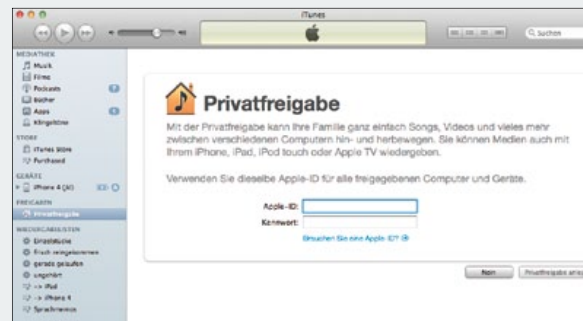 iTunes
Suchen
MEDIATHEK
Musik
Filme
Podcasts
Bücher
Apps
Klingeltöne
STORE
iTunes Store
Purchased
GERÄTE
iPhone 4 (JK)
FREIGABEN
Privatfreigabe
WIEDERGABELISTEN
Einzelstücke
frisch reingekommen
gerade gelaufen
ungehört
-> iPad
-> iPhone 4
Sprachmemos
Privatfreigabe
Mit der Privatfreigabe kann Ihre Familie ganz einfach Songs, Videos und vieles mehr
zwischen verschiedenen Computern hin- und herbewegen. Sie können Medien auch mit
Ihrem iPhone, iPad, iPod touch oder Apple TV wiedergeben.
Verwenden Sie dieselbe Apple-ID für alle freigegebenen Computer und Geräte.
Apple-ID:
Kennwort:
Brauchen Sie eine Apple-ID?
Nein
Privatfreigabe